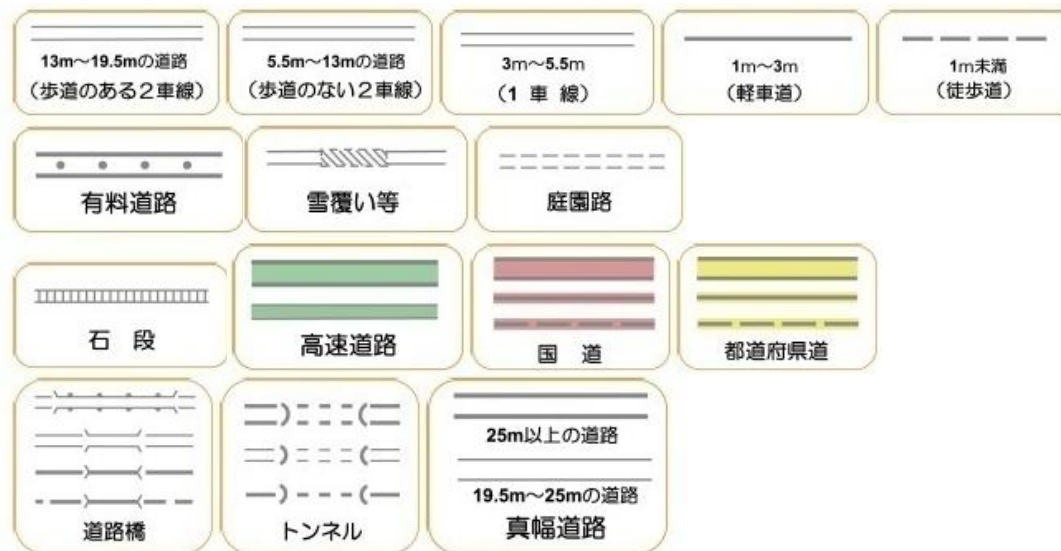 13m～19.5mの道路
（歩道のある2車線）
5.5m～13mの道路
（歩道のない2車線）
3m～5.5m
（1 車 線）
1m～3m
（軽車道）
1m未満
（徒歩道）
有料道路
雪覆い等
庭園路
石 段
高速道路
国 道
都道府県道
道路橋
トンネル
25m以上の道路
19.5m～25mの道路
真幅道路